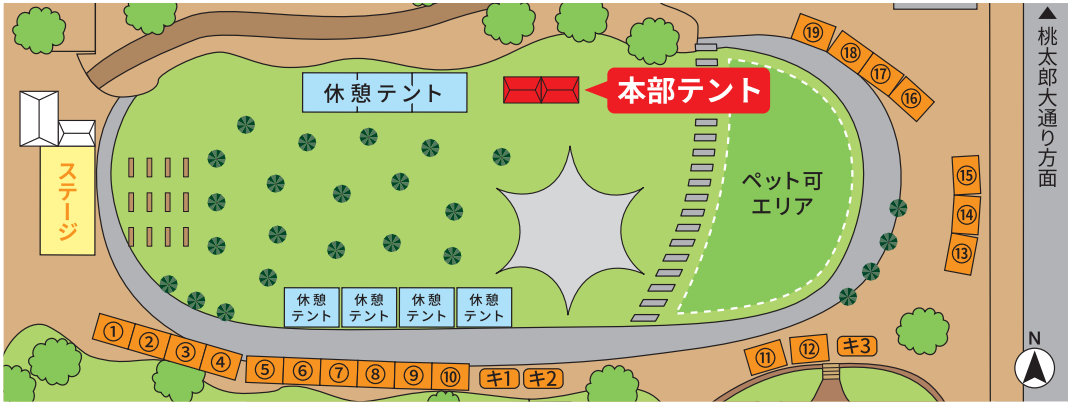 ⑲
⑱
⑰
⑯
▲桃太郎大通り方面
休憩テント
本部テント
ステージ
ペット可
エリア
⑮
⑭
⑬
休憩
テント
休憩
テント
休憩
テント
休憩
テント
①
②
③
④
⑤
⑥
⑦
⑧
⑨
⑩
キ1
キ2
⑪
⑫
キ3
N